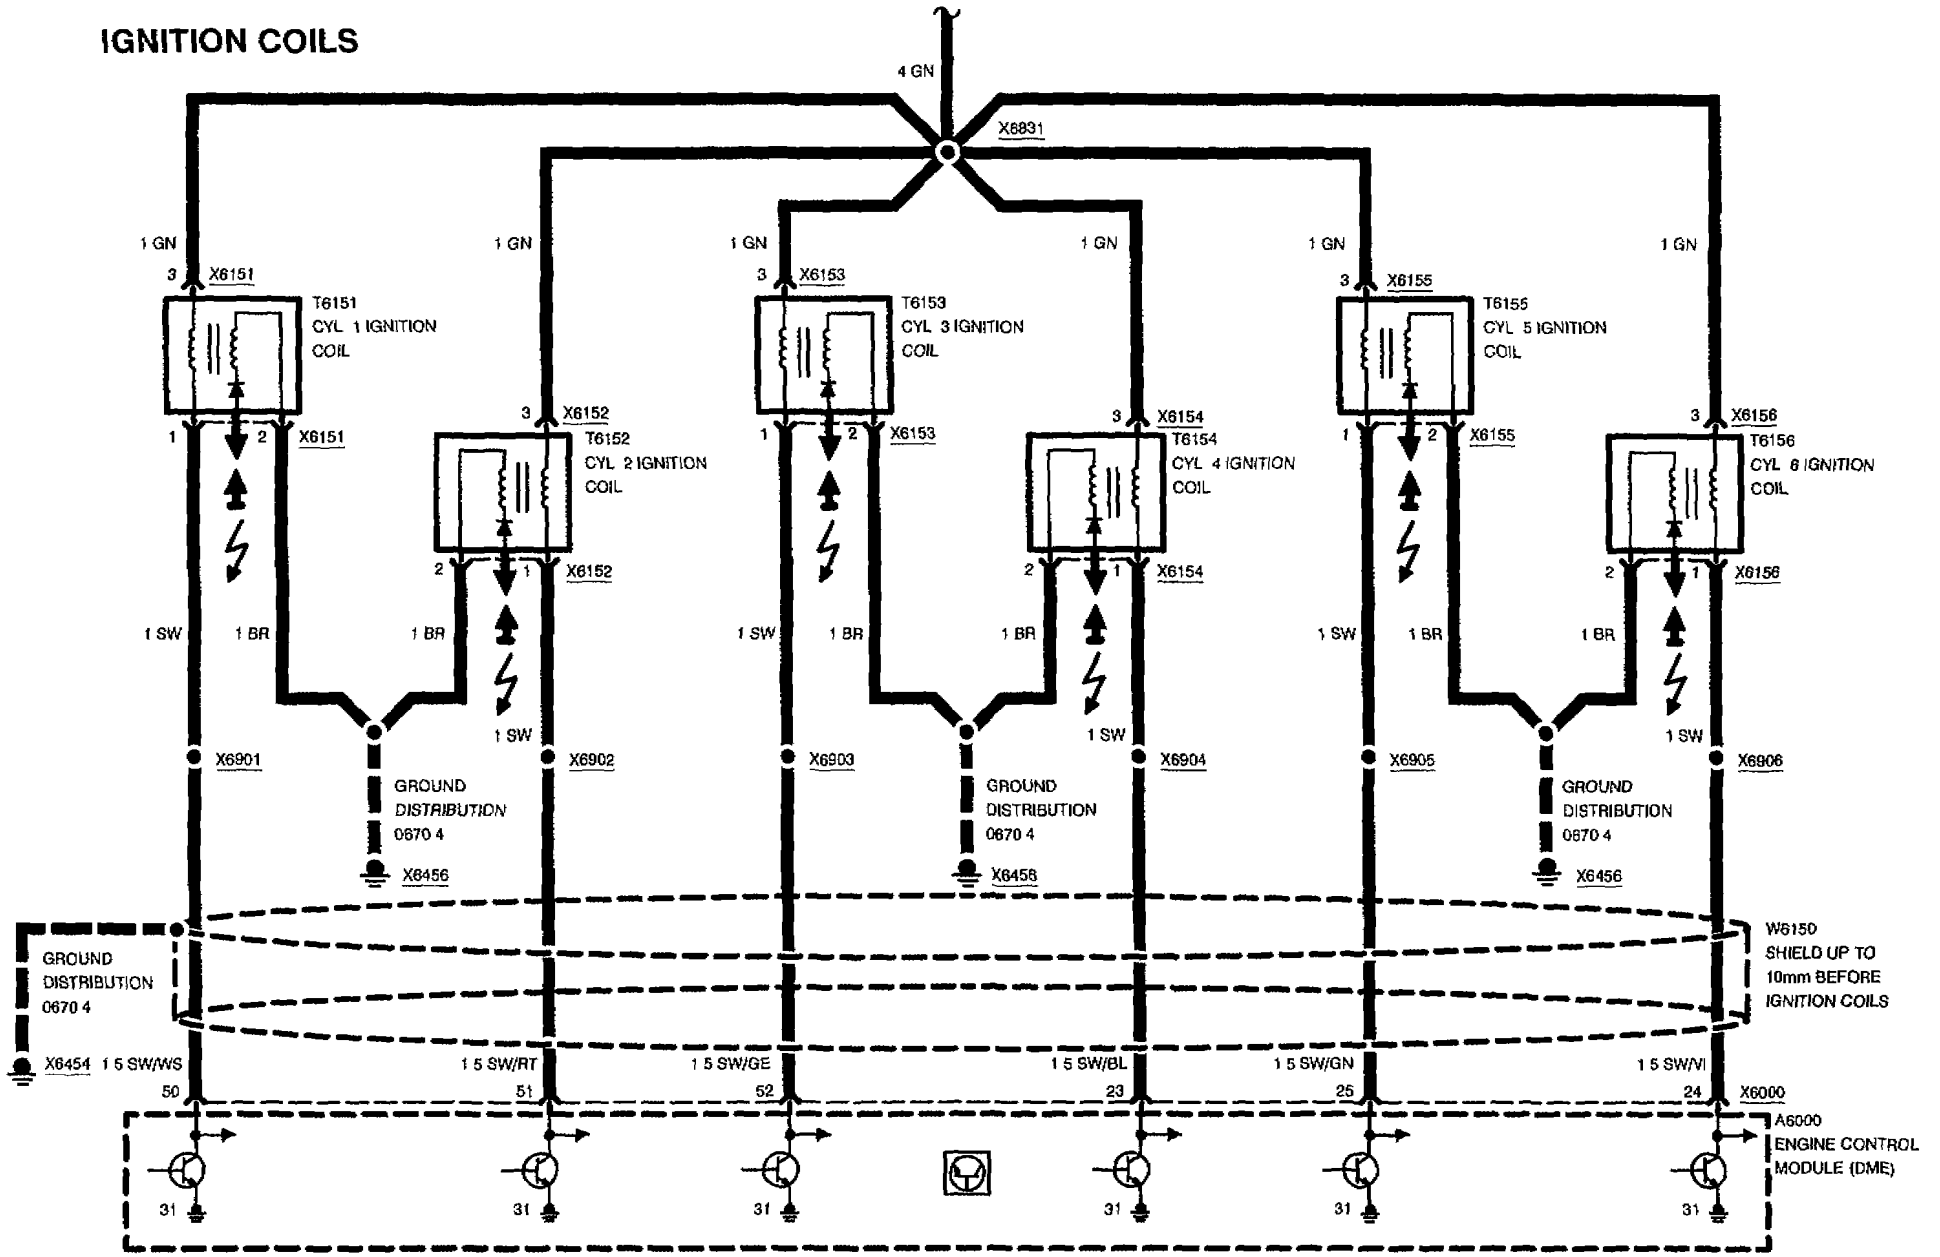 IGNITION COILS
4 GN
X8831
1 GN
1 GN
1 GN
1 GN
1 GN
1 GN
3 X6151
3 X6153
3 X6155
T6151
CYL 1 IGNITION
COIL
T6153
CYL 3 IGNITION
COIL
T6155
CYL 5 IGNITION
COIL
3 X6152
3 X6154
3 X6156
1 2 X6151
1 2 X6153
1 2 X6155
T6152
CYL 2 IGNITION
COIL
T6154
CYL 4 IGNITION
COIL
T6156
CYL 6 IGNITION
COIL
2 1 X6152
2 1 X6154
2 1 X6156
1 SW
1 BR
1 BR
1 SW
1 BR
1 BR
1 SW
1 BR
1 BR
1 SW
1 SW
1 SW
X6901
X6902
X6903
X6904
X6905
X6906
GROUND
DISTRIBUTION
0670 4
GROUND
DISTRIBUTION
0670 4
GROUND
DISTRIBUTION
0670 4
X6456
X6456
X6456
W6150
SHIELD UP TO
10mm BEFORE
IGNITION COILS
GROUND
DISTRIBUTION
0670 4
X6454
1 5 SW/WS
1 5 SW/RT
1 5 SW/GE
1 5 SW/BL
1 5 SW/GN
1 5 SW/VI
50
51
52
23
25
24
X6000
A6000
ENGINE CONTROL
MODULE (DME)
31
31
31
31
31
31